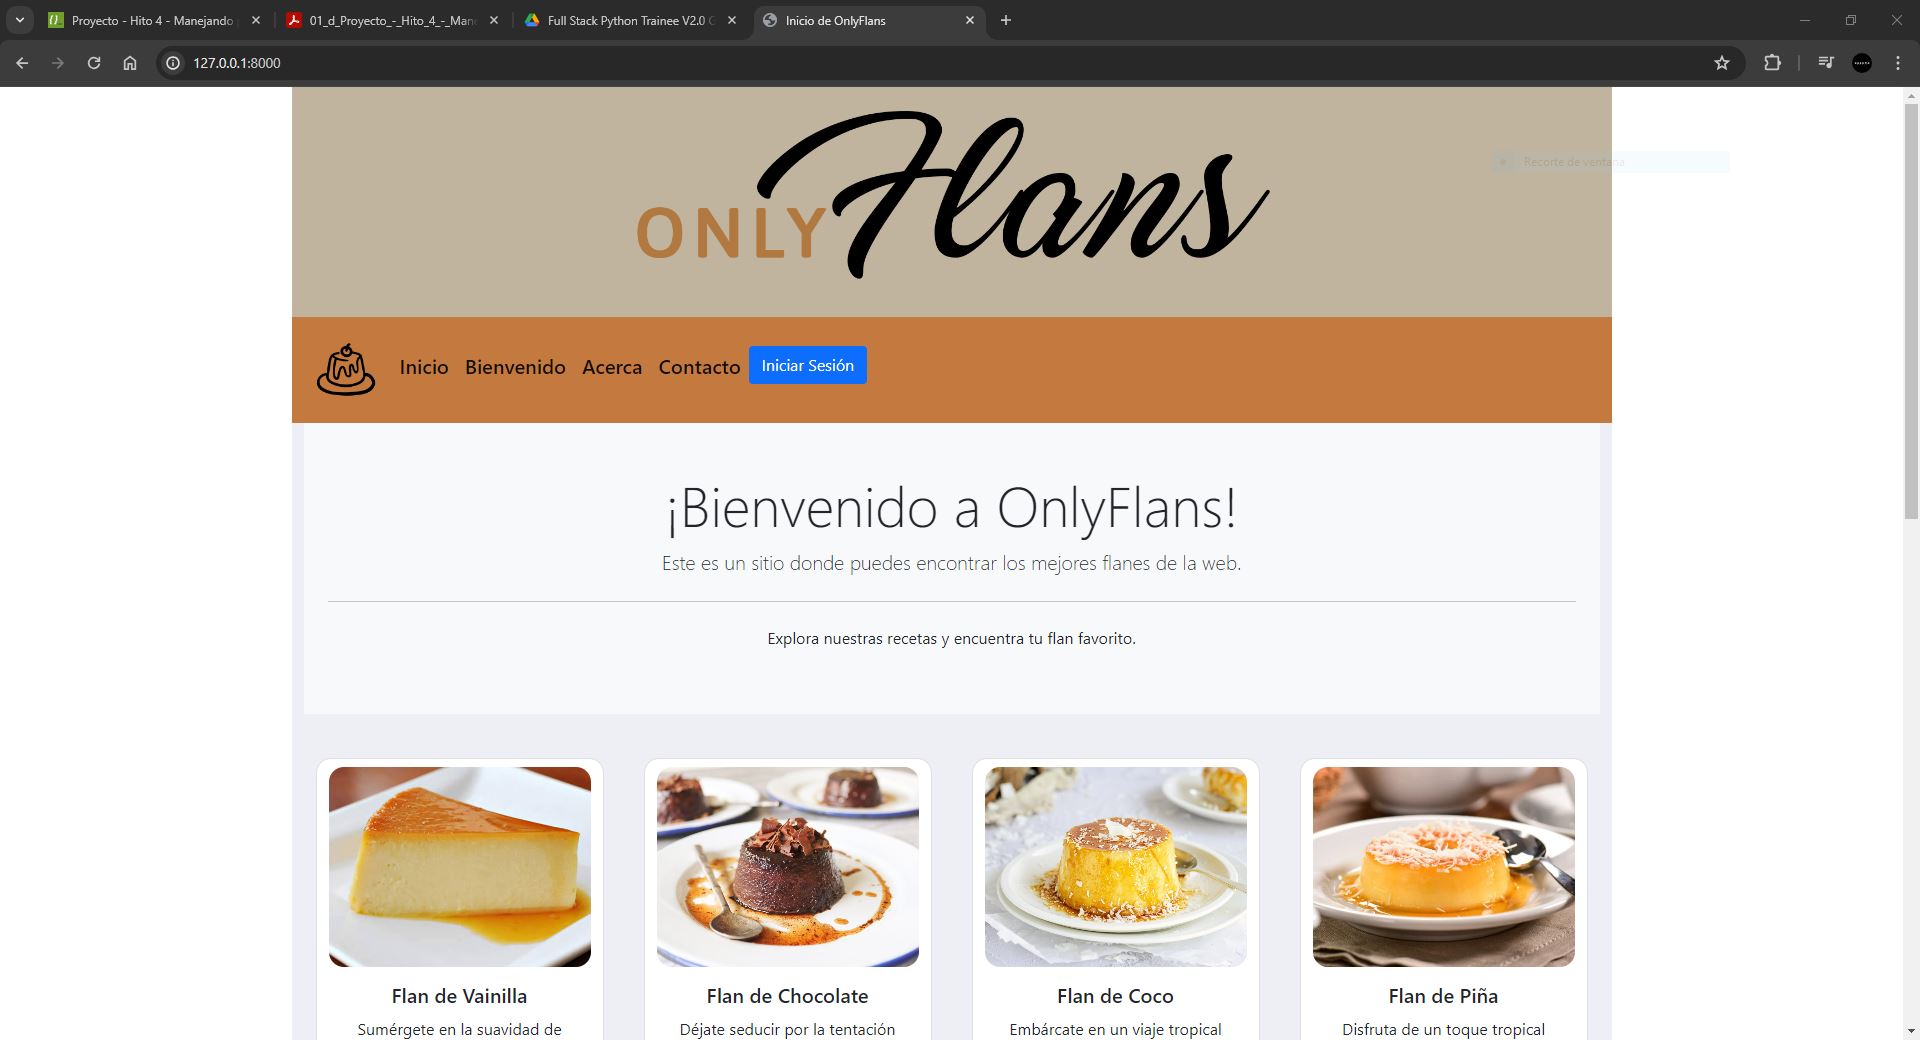 Proyecto - Hito 4 - Manejando
01_d_Proyecto_-_Hito_4_-_Mane
Full Stack Python Trainee V2.0 G
Inicio de OnlyFlans
127.0.0.1:8000
ONLY Flans
Recorte de ventana
Inicio Bienvenido Acerca Contacto Iniciar Sesión
¡Bienvenido a OnlyFlans!
Este es un sitio donde puedes encontrar los mejores flanes de la web.
Explora nuestras recetas y encuentra tu flan favorito.
Flan de Vainilla
Sumérgete en la suavidad de
Flan de Chocolate
Déjate seducir por la tentación
Flan de Coco
Embárcate en un viaje tropical
Flan de Piña
Disfruta de un toque tropical